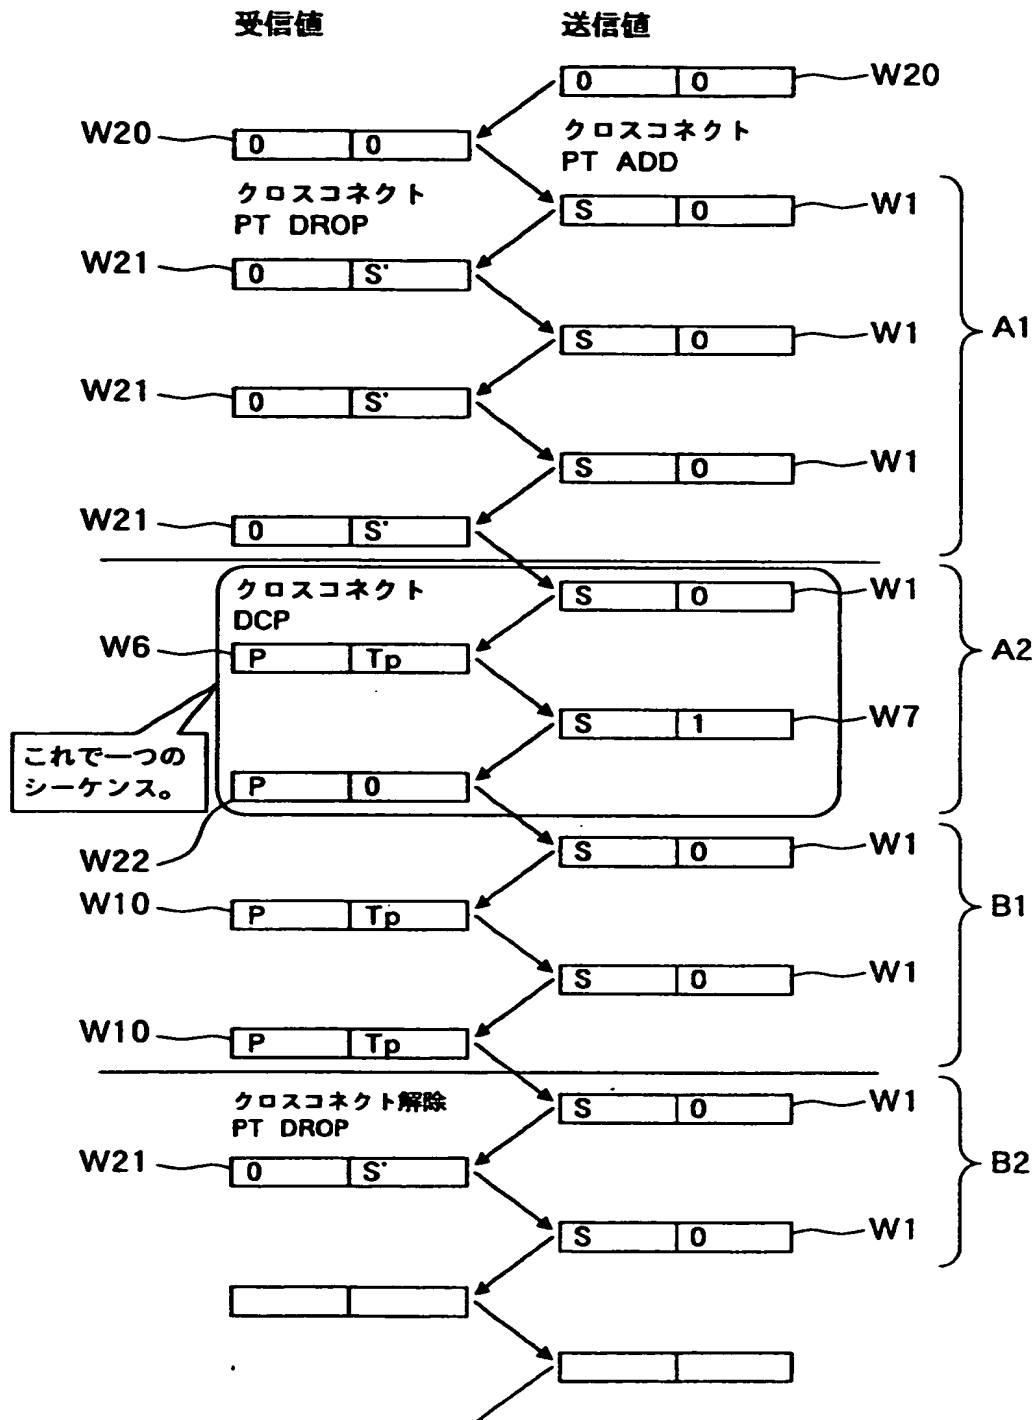 受信値 送信値
0 0 W20
W20 0 0
クロスコネクト
PT ADD
クロスコネクト
PT DROP
S 0 W1
A1
W21 0 S'
S 0 W1
W21 0 S'
S 0 W1
W21 0 S'
クロスコネクト
DCP
S 0 W1
A2
W6 P Tp
S 1 W7
これで一つの
シーケンス。
P 0
W22
S 0 W1
B1
W10 P Tp
S 0 W1
W10 P Tp
クロスコネクト解除
PT DROP
S 0 W1
B2
W21 0 S'
S 0 W1